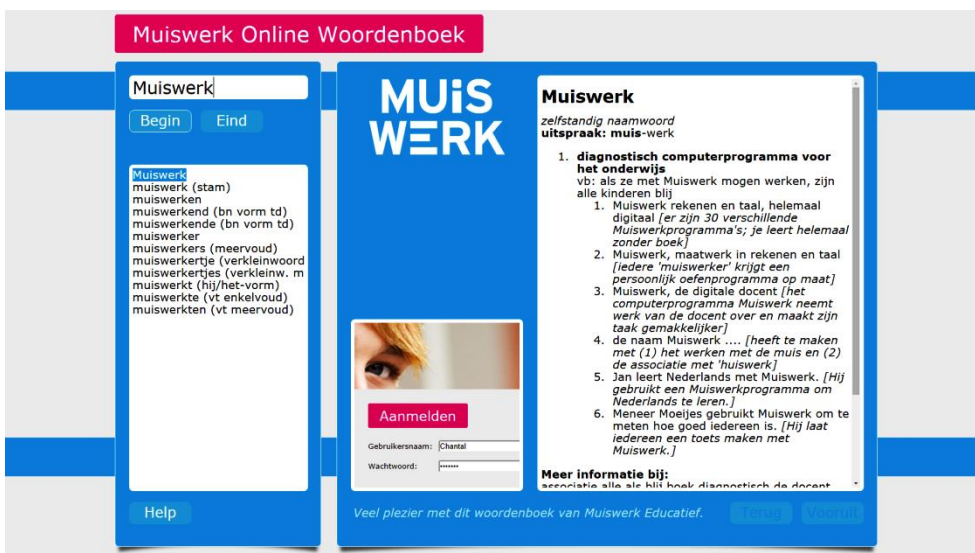 Muiswerk Online Woordenboek
Muiswerk
Begin Eind
Muiswerk
muiswerk (stam)
muiswerken
muiswerkend (bn vorm td)
muiswerkende (bn vorm td)
muiswerker
muiswerkers (meervoud)
muiswerkertje (verkleinwoord
muiswerkertjes (verkleinw. m
muiswerkt (hij/het-vorm)
muiswerkte (vt enkelvoud)
muiswerkten (vt meervoud)
Help
MUiS
WERK
Aanmelden
Gebruikersnaam: Chantal
Wachtwoord: •••••••
Muiswerk
zelfstandig naamwoord
uitspraak: muis-werk
1. diagnostisch computerprogramma voor
het onderwijs
vb: als ze met Muiswerk mogen werken, zijn
alle kinderen blij
1. Muiswerk rekenen en taal, helemaal
digitaal [er zijn 30 verschillende
Muiswerkprogramma's; je leert helemaal
zonder boek]
2. Muiswerk, maatwerk in rekenen en taal
[iedere 'muiswerker' krijgt een
persoonlijk oefenprogramma op maat]
3. Muiswerk, de digitale docent [het
computerprogramma Muiswerk neemt
werk van de docent over en maakt zijn
taak gemakkelijker]
4. de naam Muiswerk .... [heeft te maken
met (1) het werken met de muis en (2)
de associatie met 'huiswerk]
5. Jan leert Nederlands met Muiswerk. [Hij
gebruikt een Muiswerkprogramma om
Nederlands te leren.]
6. Meneer Moeijes gebruikt Muiswerk om te
meten hoe goed iedereen is. [Hij laat
iedereen een toets maken met
Muiswerk.]
Meer informatie bij:
associatie alle als blij boek diagnostisch de docent
Veel plezier met dit woordenboek van Muiswerk Educatief.
Terug Vooruit